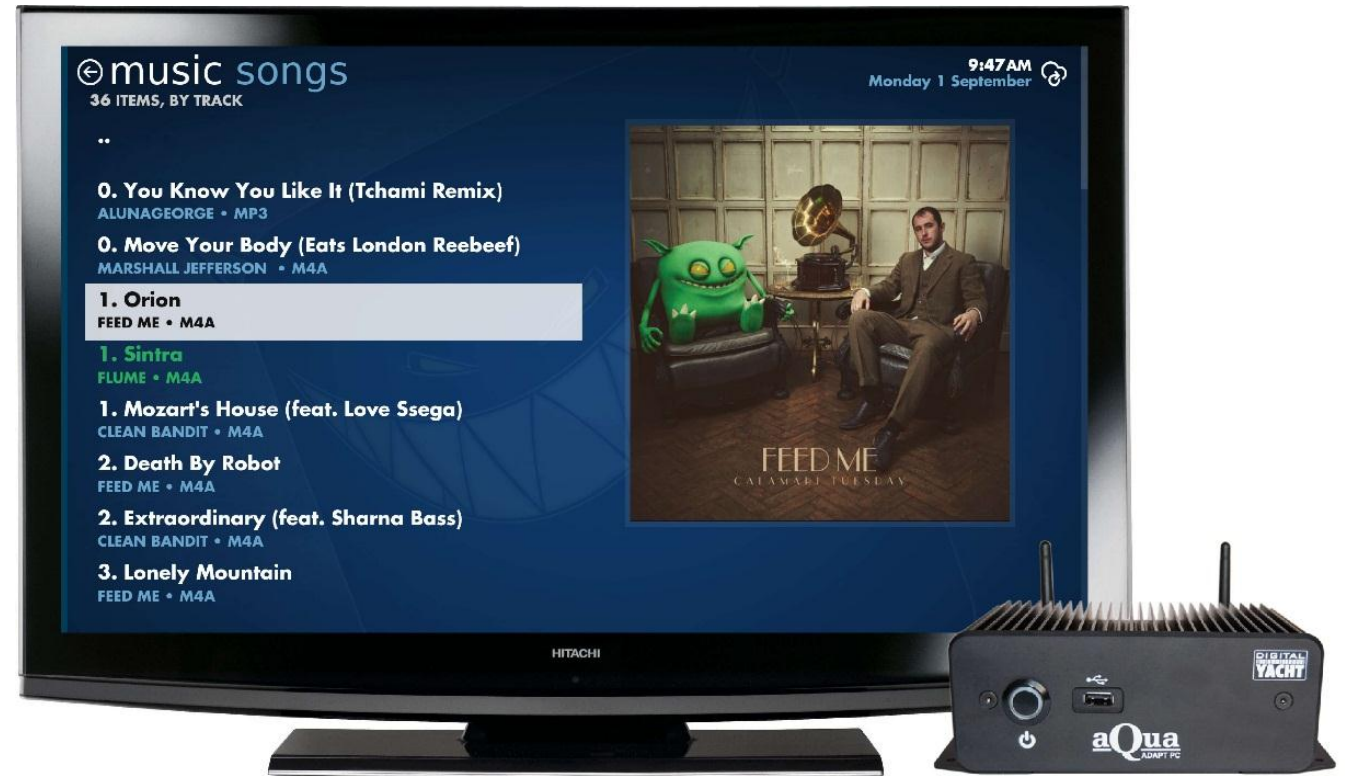 music songs
36 ITEMS, BY TRACK
9:47 AM
Monday 1 September
..
0. You Know You Like It (Tchami Remix)
ALUNAGEORGE • MP3
0. Move Your Body (Eats London Reebeef)
MARSHALL JEFFERSON • M4A
1. Orion
FEED ME • M4A
1. Sintra
FLUME • M4A
1. Mozart's House (feat. Love Ssega)
CLEAN BANDIT • M4A
2. Death By Robot
FEED ME • M4A
2. Extraordinary (feat. Sharna Bass)
CLEAN BANDIT • M4A
3. Lonely Mountain
FEED ME • M4A
FEED ME
CALAMARI TUESDAY
HITACHI
DIGITAL
YACHT
aQua
ADAPT PC